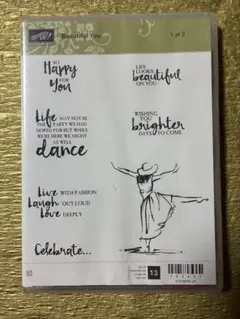 Beautiful You
1 of 2
SO
Happy
FOR
You
LIFE
LOOKS
beautiful
ON YOU
Life MAY NOT BE
THE PARTY WE HAD
HOPED FOR BUT WHILE
WE'RE HERE WE MIGHT
AS WELL
dance
WISHING
YOU
brighter
DAYS TO COME
Live WITH PASSION
Laugh OUT LOUD
Love DEEPLY
Celebrate...
13